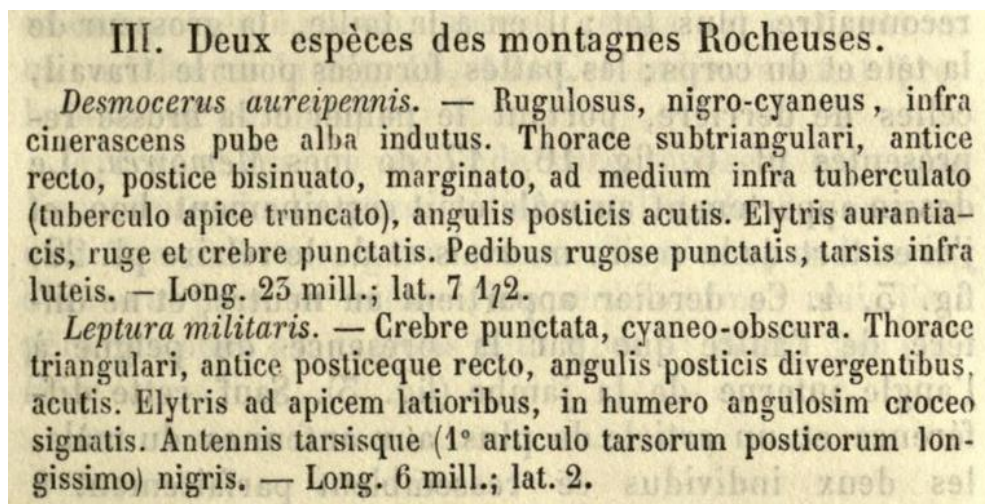 III. Deux espèces des montagnes Rocheuses.
Desmocerus aureipennis. — Rugulosus, nigro-cyaneus, infra
cinerascens pube alba indutus. Thorace subtriangulari, antice
recto, postice bisinuato, marginato, ad medium infra tuberculato
(tuberculo apice truncato), angulis posticis acutis. Elytris aurantia-
cis, ruge et crebre punctatis. Pedibus rugose punctatis, tarsis infra
luteis. — Long. 23 mill.; lat. 7 1/2.
Leptura militaris. — Crebre punctata, cyaneo-obscura. Thorace
triangulari, antice posticeque recto, angulis posticis divergentibus,
acutis. Elytris ad apicem latioribus, in humero angulosim croceo
signatis. Antennis tarsisque (1° articulo tarsorum posticorum lon-
gissimo) nigris. — Long. 6 mill.; lat. 2.